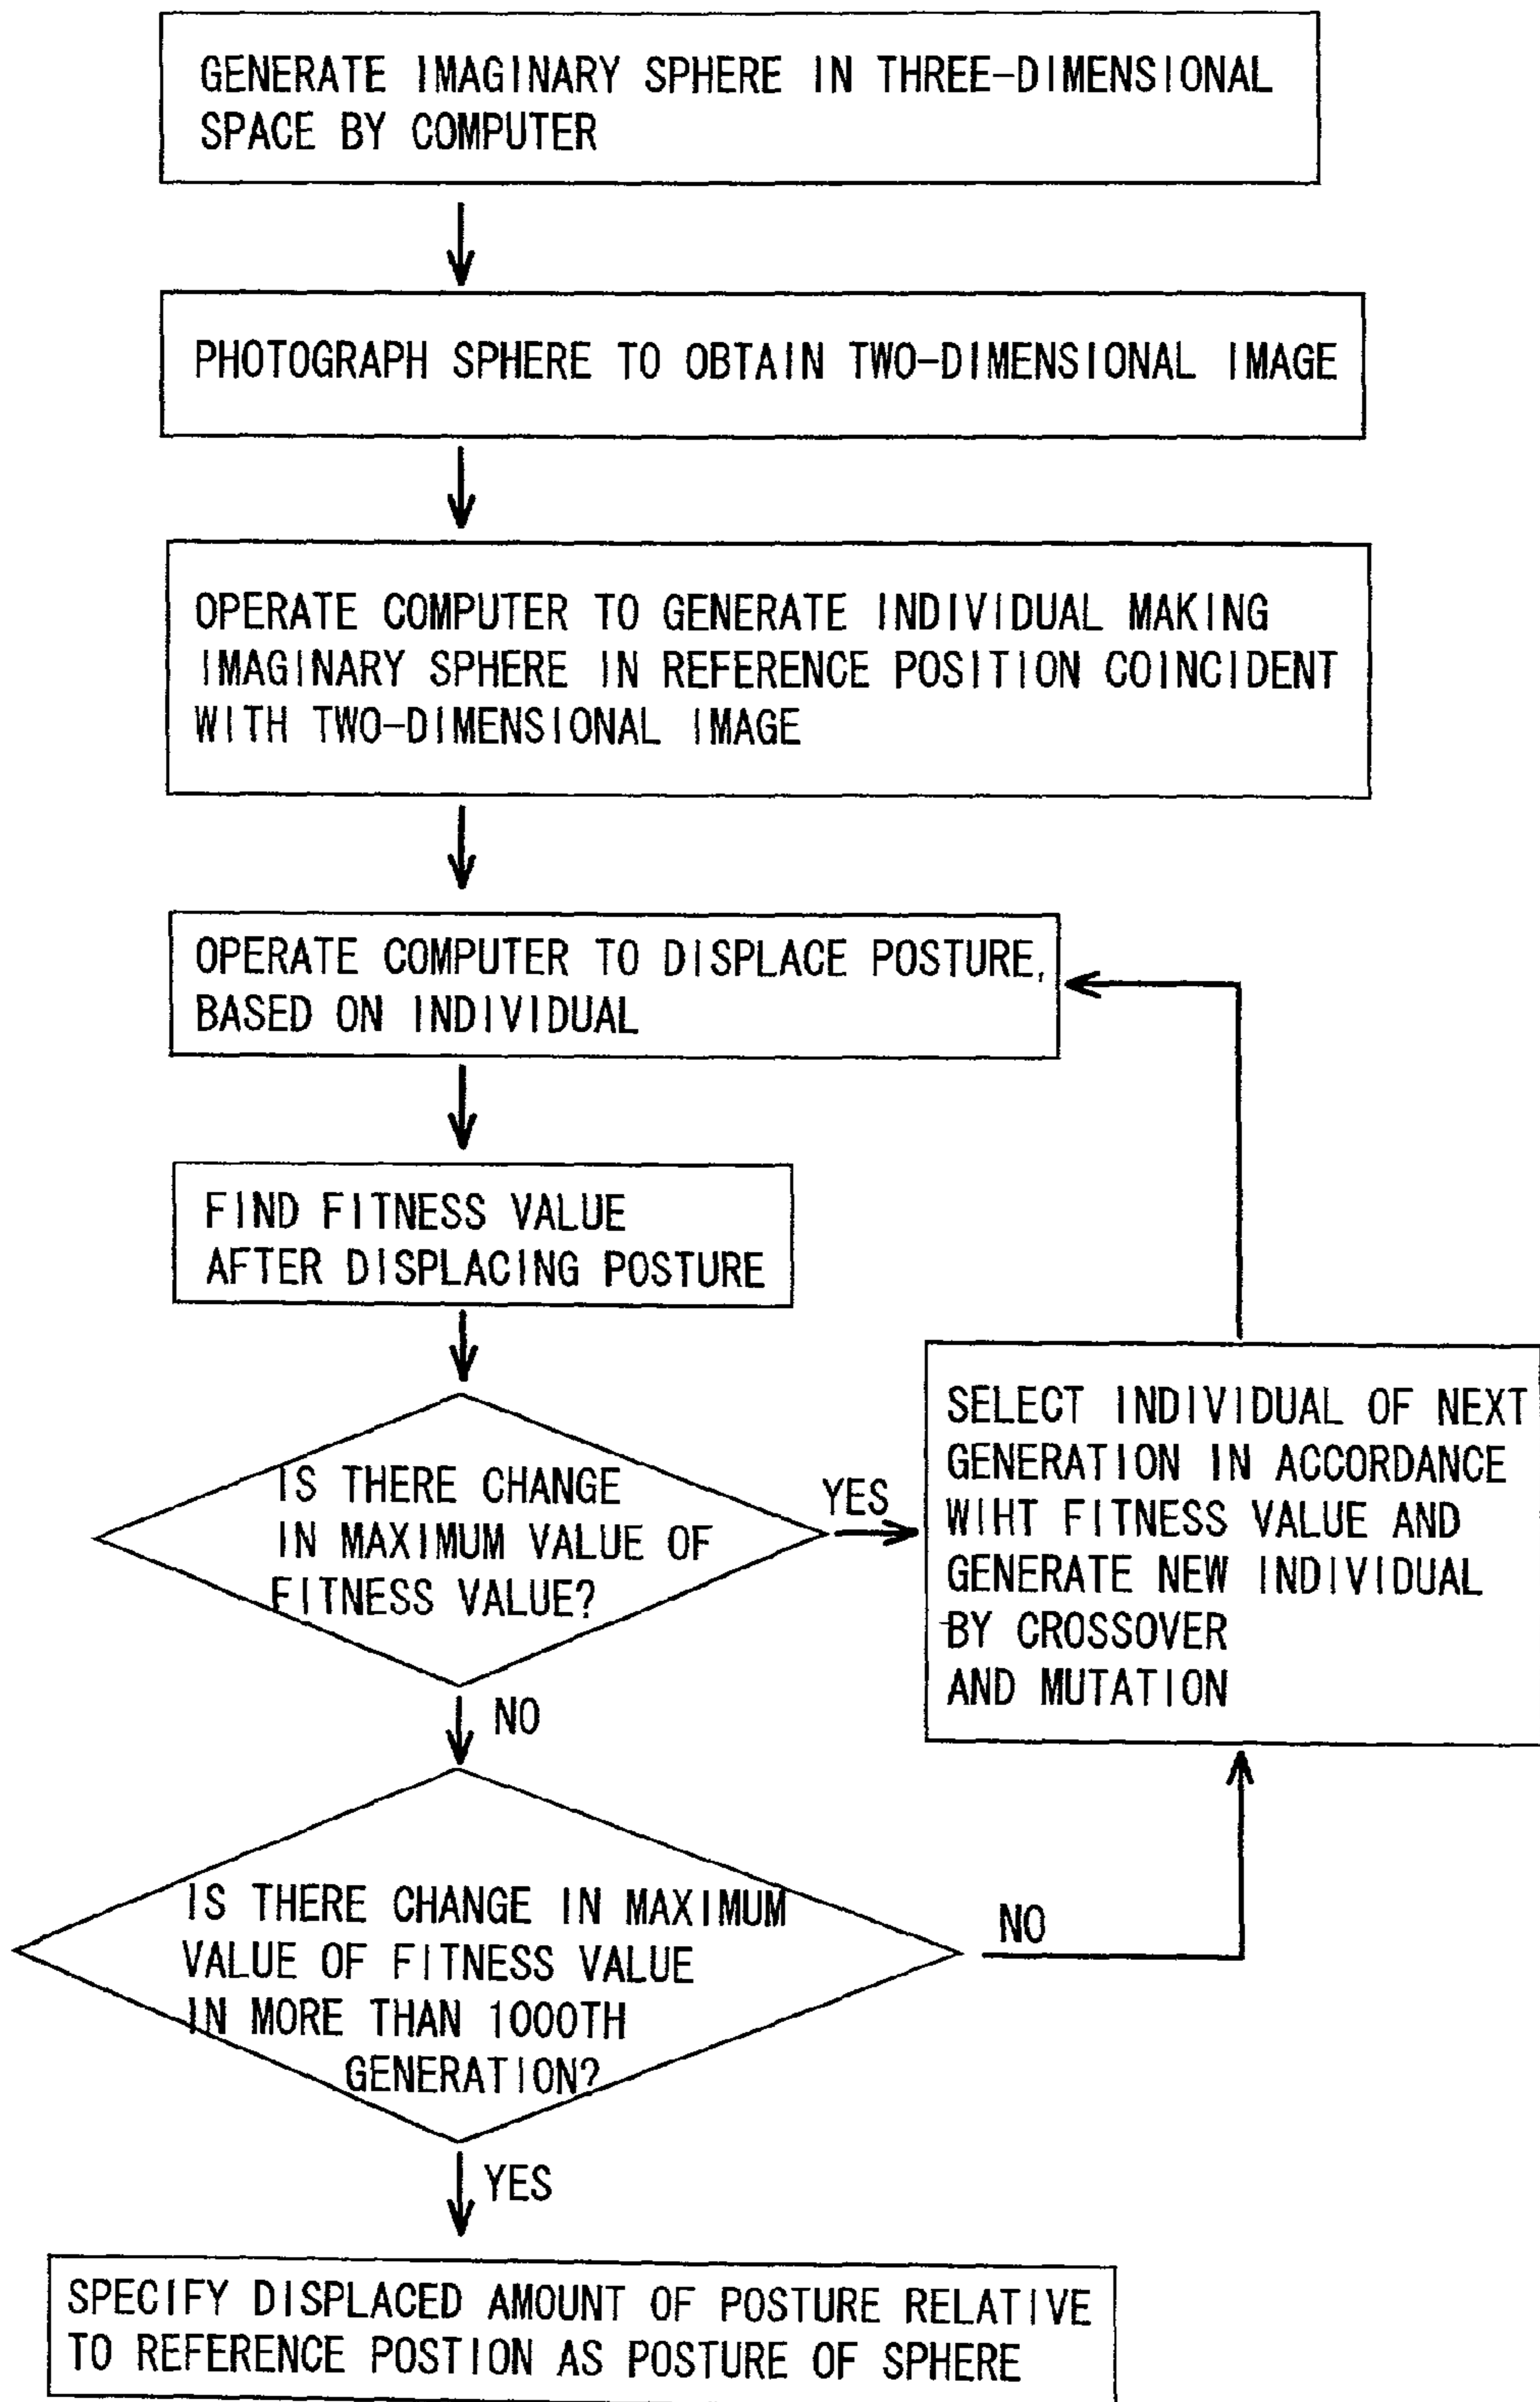 GENERATE IMAGINARY SPHERE IN THREE-DIMENSIONAL
SPACE BY COMPUTER
PHOTOGRAPH SPHERE TO OBTAIN TWO-DIMENSIONAL IMAGE
OPERATE COMPUTER TO GENERATE INDIVIDUAL MAKING
IMAGINARY SPHERE IN REFERENCE POSITION COINCIDENT
WITH TWO-DIMENSIONAL IMAGE
OPERATE COMPUTER TO DISPLACE POSTURE,
BASED ON INDIVIDUAL
FIND FITNESS VALUE
AFTER DISPLACING POSTURE
IS THERE CHANGE
IN MAXIMUM VALUE OF
FITNESS VALUE?
YES
SELECT INDIVIDUAL OF NEXT
GENERATION IN ACCORDANCE
WIHT FITNESS VALUE AND
GENERATE NEW INDIVIDUAL
BY CROSSOVER
AND MUTATION
NO
IS THERE CHANGE IN MAXIMUM
VALUE OF FITNESS VALUE
IN MORE THAN 1000TH
GENERATION?
NO
YES
SPECIFY DISPLACED AMOUNT OF POSTURE RELATIVE
TO REFERENCE POSTION AS POSTURE OF SPHERE